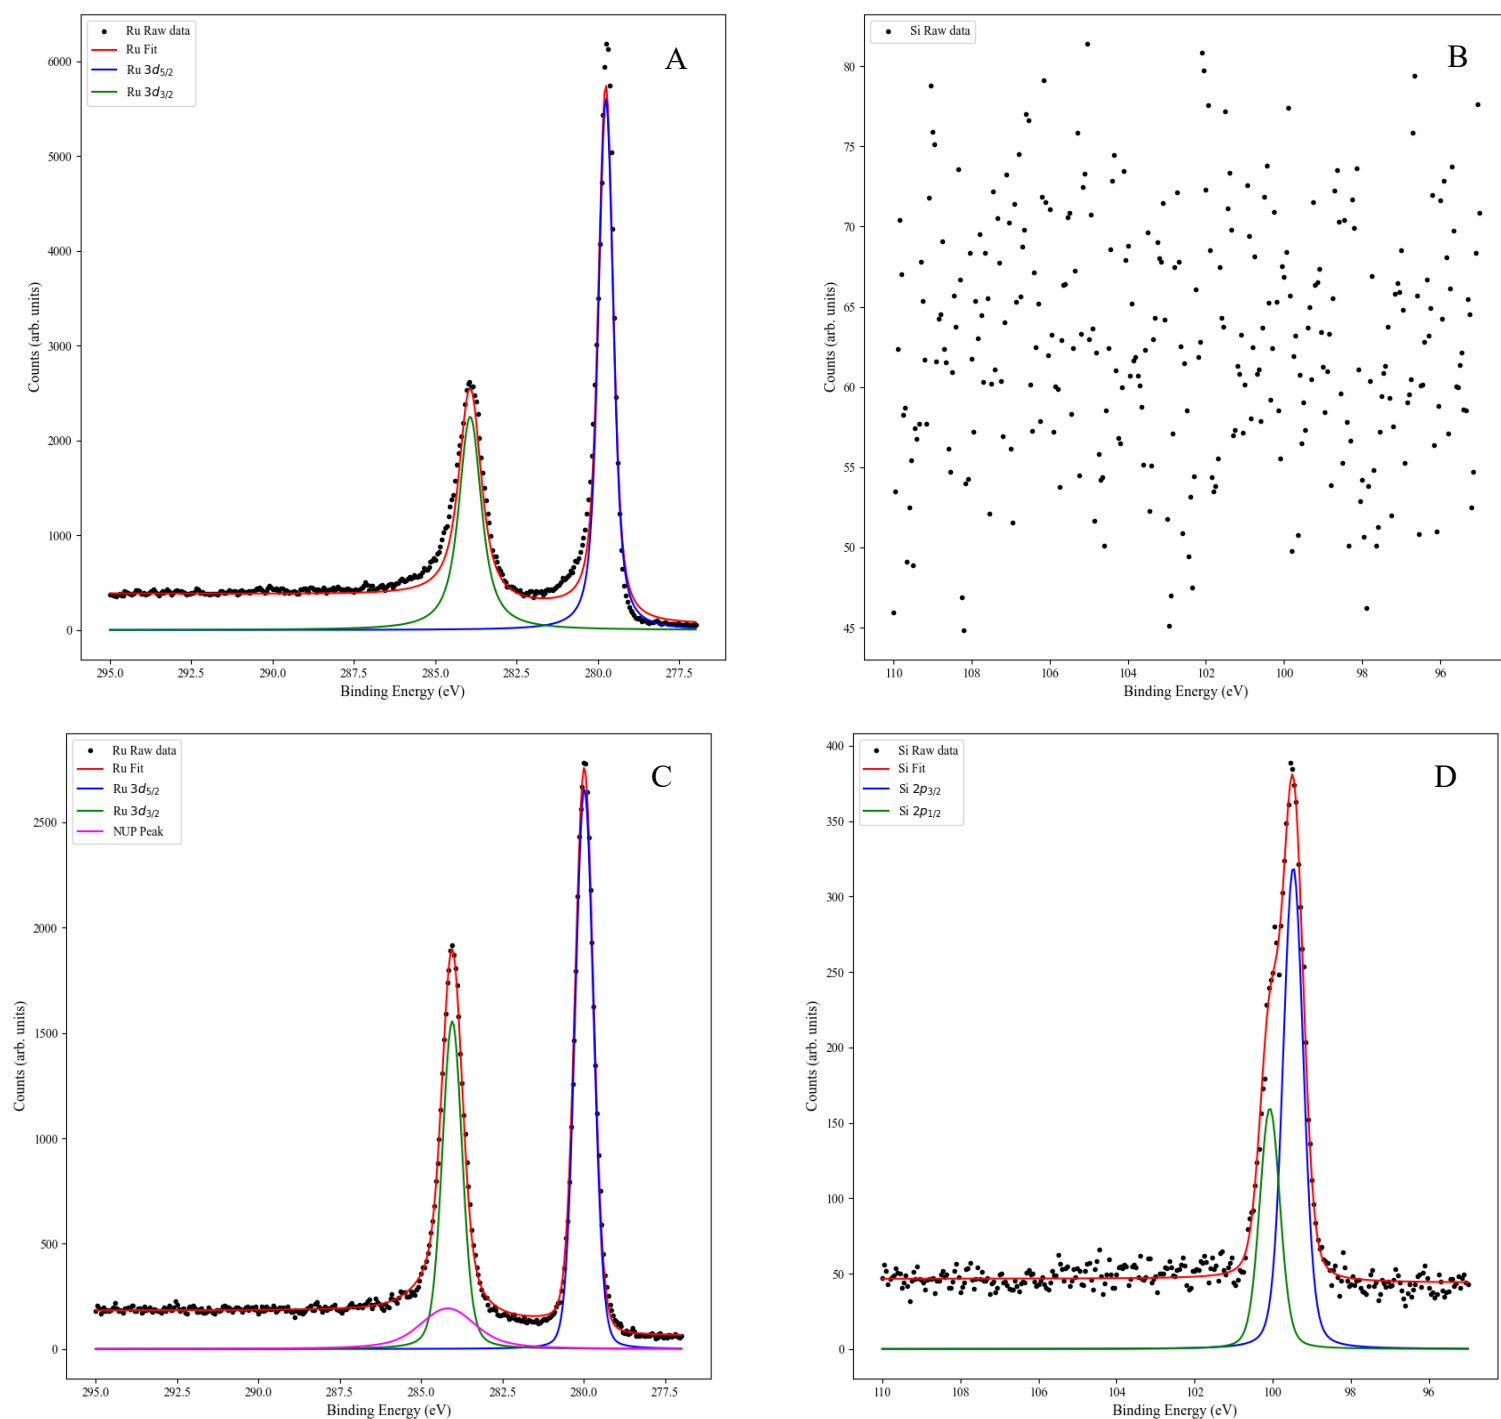 Ru Raw data
Ru Fit
Ru 3d5/2
Ru 3d3/2
A
6000
5000
4000
3000
2000
1000
0
Counts (arb. units)
295.0 292.5 290.0 287.5 285.0 282.5 280.0 277.5
Binding Energy (eV)
Si Raw data
B
80
75
70
65
60
55
50
45
Counts (arb. units)
110 108 106 104 102 100 98 96
Binding Energy (eV)
Ru Raw data
Ru Fit
Ru 3d5/2
Ru 3d3/2
NUP Peak
C
2500
2000
1500
1000
500
0
Counts (arb. units)
295.0 292.5 290.0 287.5 285.0 282.5 280.0 277.5
Binding Energy (eV)
Si Raw data
Si Fit
Si 2p3/2
Si 2p1/2
D
400
350
300
250
200
150
100
50
0
Counts (arb. units)
110 108 106 104 102 100 98 96
Binding Energy (eV)